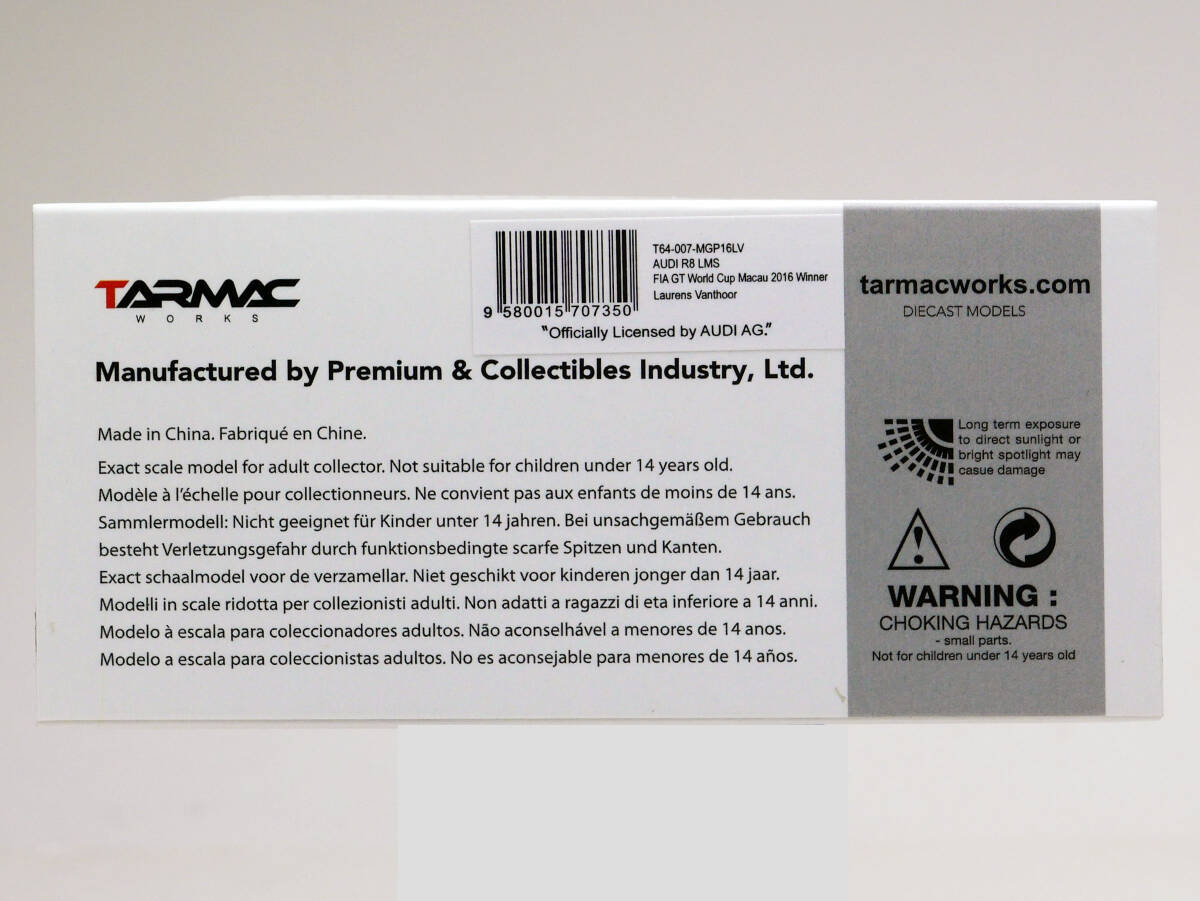 TARMAC
WORKS
9 580015 707350
T64-007-MGP16LV
AUDI R8 LMS
FIA GT World Cup Macau 2016 Winner
Laurens Vanthoor
"Officially Licensed by AUDI AG."
Manufactured by Premium & Collectibles Industry, Ltd.
Made in China. Fabriqué en Chine.
Exact scale model for adult collector. Not suitable for children under 14 years old.
Modèle à l'échelle pour collectionneurs. Ne convient pas aux enfants de moins de 14 ans.
Sammlermodell: Nicht geeignet für Kinder unter 14 jahren. Bei unsachgemäßem Gebrauch
besteht Verletzungsgefahr durch funktionsbedingte scarfe Spitzen und Kanten.
Exact schaalmodel voor de verzamellar. Niet geschikt voor kinderen jonger dan 14 jaar.
Modelli in scale ridotta per collezionisti adulti. Non adatti a ragazzi di eta inferiore a 14 anni.
Modelo à escala para coleccionadores adultos. Não aconselhável a menores de 14 anos.
Modelo a escala para coleccionistas adultos. No es aconsejable para menores de 14 años.
tarmacworks.com
DIECAST MODELS
Long term exposure
to direct sunlight or
bright spotlight may
casue damage
WARNING :
CHOKING HAZARDS
- small parts.
Not for children under 14 years old